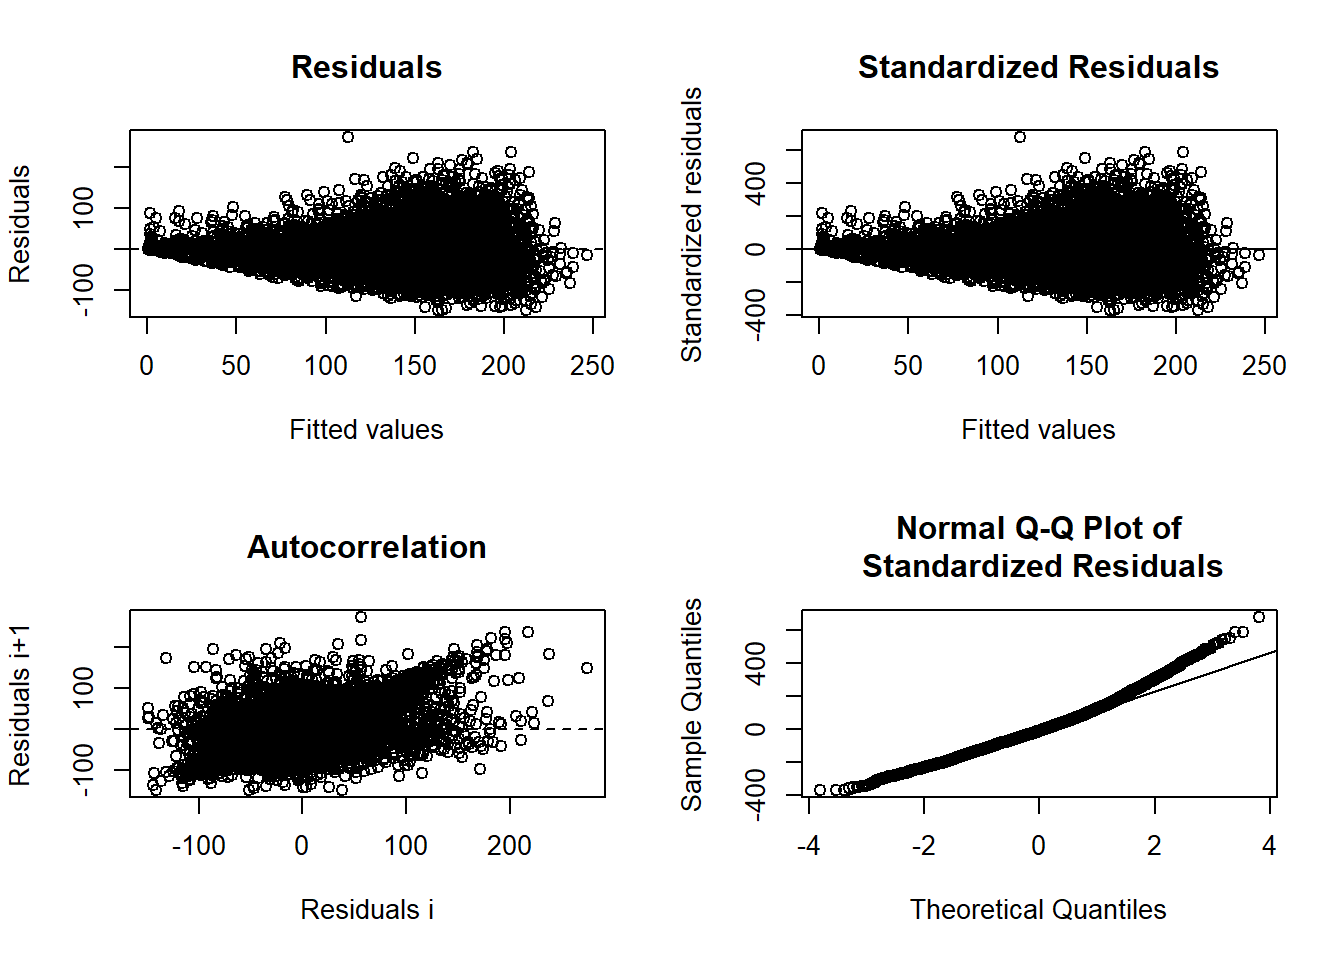 Residuals
Residuals
100
-100
0
50
100
150
200
250
Fitted values
Standardized Residuals
Standardized residuals
400
0
-400
0
50
100
150
200
250
Fitted values
Autocorrelation
Residuals i+1
100
-100
-100
0
100
200
Residuals i
Normal Q-Q Plot of
Standardized Residuals
Sample Quantiles
400
0
-400
-4
-2
0
2
4
Theoretical Quantiles